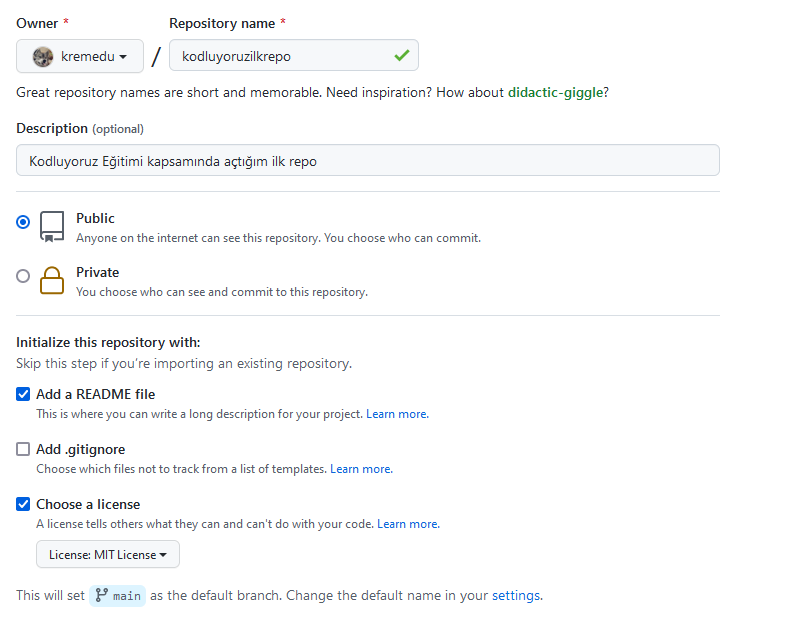 Owner * Repository name *
kremedu / kodluyoruzilkrepo
Great repository names are short and memorable. Need inspiration? How about didactic-giggle?
Description (optional)
Kodluyoruz Eğitimi kapsamında açtığım ilk repo
Public
Anyone on the internet can see this repository. You choose who can commit.
Private
You choose who can see and commit to this repository.
Initialize this repository with:
Skip this step if you're importing an existing repository.
Add a README file
This is where you can write a long description for your project. Learn more.
Add .gitignore
Choose which files not to track from a list of templates. Learn more.
Choose a license
A license tells others what they can and can't do with your code. Learn more.
License: MIT License
This will set main as the default branch. Change the default name in your settings.